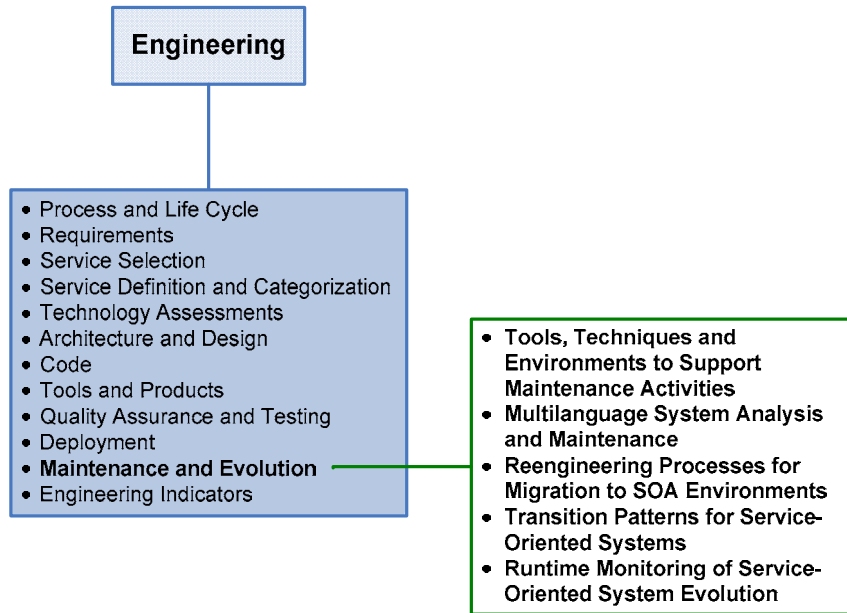 Engineering
• Process and Life Cycle
• Requirements
• Service Selection
• Service Definition and Categorization
• Technology Assessments
• Architecture and Design
• Code
• Tools and Products
• Quality Assurance and Testing
• Deployment
• Maintenance and Evolution
• Engineering Indicators
• Tools, Techniques and
Environments to Support
Maintenance Activities
• Multilanguage System Analysis
and Maintenance
• Reengineering Processes for
Migration to SOA Environments
• Transition Patterns for Service-
Oriented Systems
• Runtime Monitoring of Service-
Oriented System Evolution